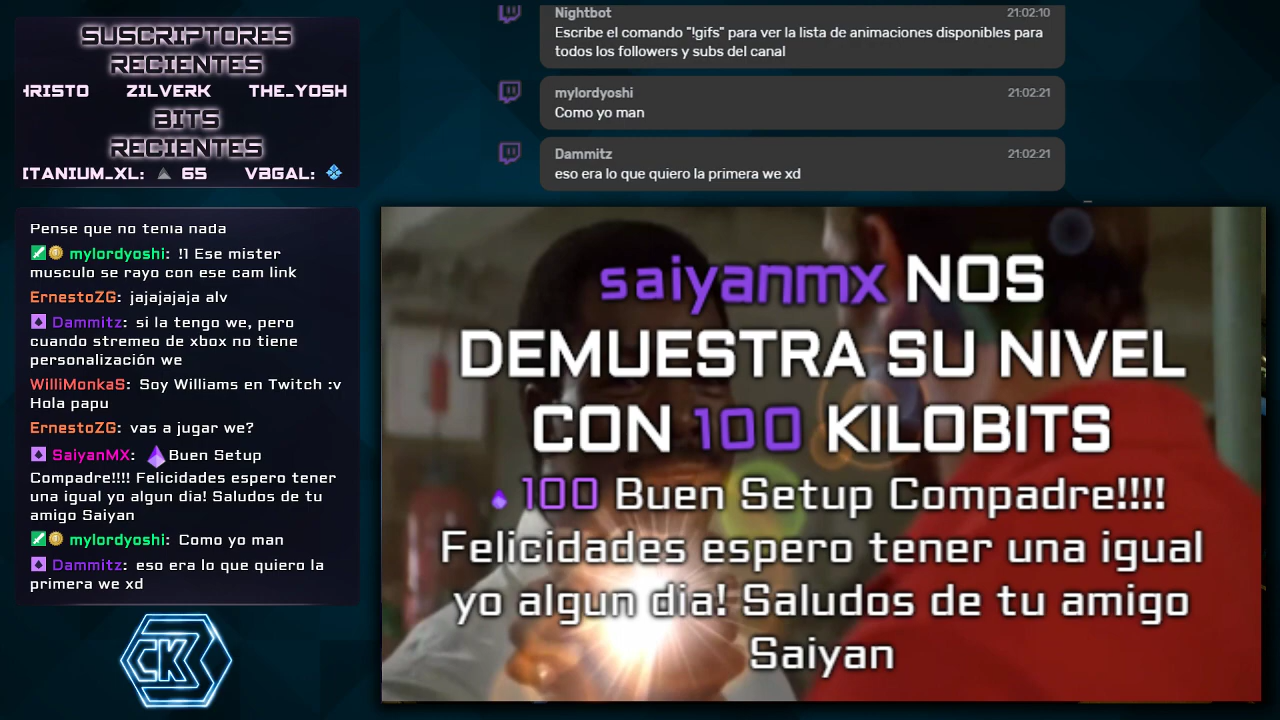 SUSCRIPTORES
RECIENTES
HRISTO ZILVERK THE_YOSH
BITS
RECIENTES
ITANIUM_XL: 65 VBGAL:
Nightbot 21:02:10
Escribe el comando "!gifs" para ver la lista de animaciones disponibles para
todos los followers y subs del canal
mylordyoshi 21:02:21
Como yo man
Dammitz 21:02:21
eso era lo que quiero la primera we xd
Pense que no tenia nada
mylordyoshi: !1 Ese mister
musculo se rayo con ese cam link
ErnestoZG: jajajajaja alv
Dammitz: si la tengo we, pero
cuando stremeo de xbox no tiene
personalización we
WilliMonkaS: Soy Williams en Twitch :v
Hola papu
ErnestoZG: vas a jugar we?
SaiyanMX: Buen Setup
Compadre!!!! Felicidades espero tener
una igual yo algun dia! Saludos de tu
amigo Saiyan
mylordyoshi: Como yo man
Dammitz: eso era lo que quiero la
primera we xd
CK
saiyanmx NOS
DEMUESTRA SU NIVEL
CON 100 KILOBITS
100 Buen Setup Compadre!!!!
Felicidades espero tener una igual
yo algun dia! Saludos de tu amigo
Saiyan